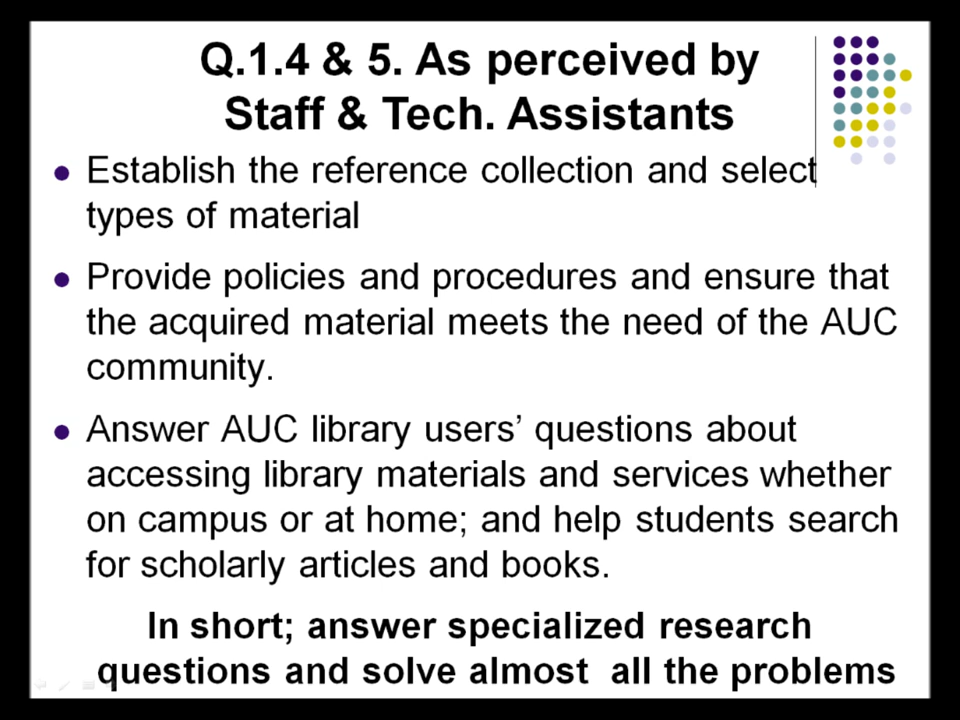 Q.1.4 & 5. As perceived by
Staff & Tech. Assistants
Establish the reference collection and select
types of material
Provide policies and procedures and ensure that
the acquired material meets the need of the AUC
community.
Answer AUC library users’ questions about
accessing library materials and services whether
on campus or at home; and help students search
for scholarly articles and books.
In short; answer specialized research
questions and solve almost  all the problems